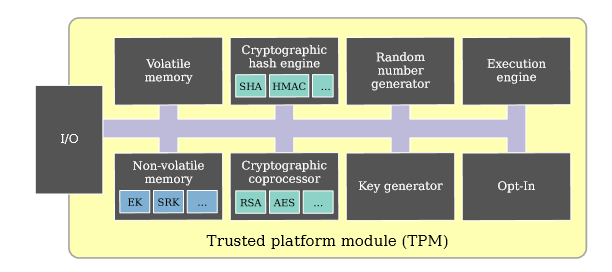 Volatile
memory
Cryptographic
hash engine
SHA HMAC ...
Random
number
generator
Execution
engine
I/O
Non-volatile
memory
EK SRK ...
Cryptographic
coprocessor
RSA AES ...
Key generator
Opt-In
Trusted platform module (TPM)